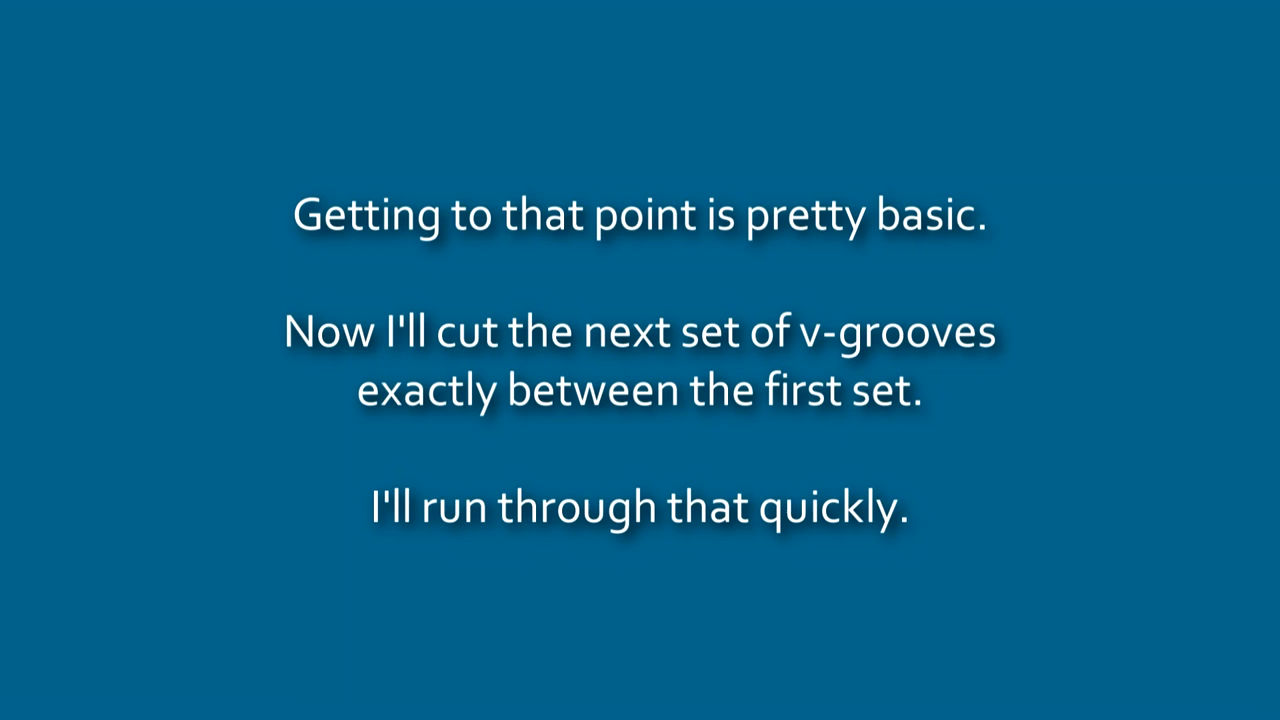 Getting to that point is pretty basic.
Now I'll cut the next set of v-grooves
exactly between the first set.
I'll run through that quickly.